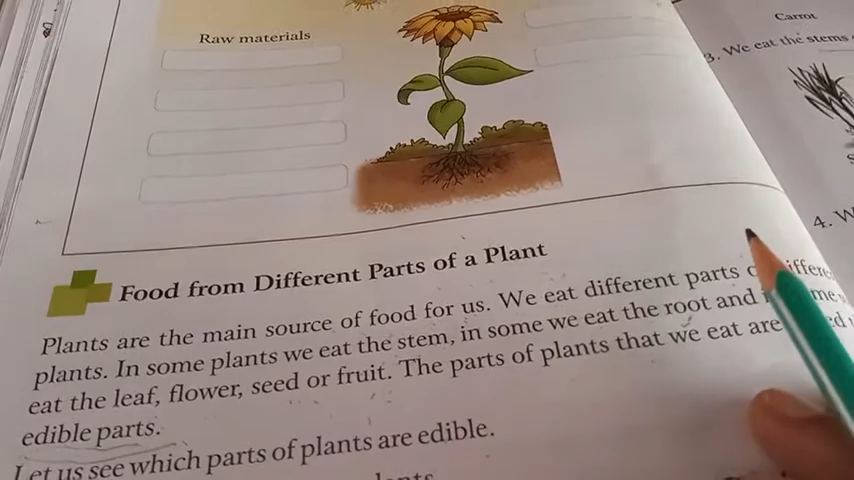 Raw materials
Food from Different Parts of a Plant
Plants are the main source of food for us. We eat different parts
plants. In some plants we eat the stem, in some we eat the root and in
eat the leaf, flower, seed or fruit. The parts of plants that we eat are
edible parts.
Let us see which parts of plants are edible.
Carrot
3. We eat the stems
4.